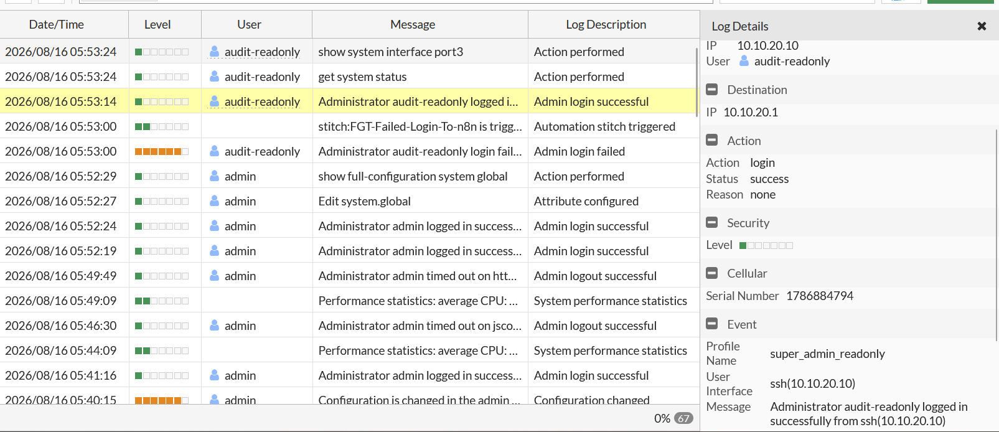 Date/Time Level User Message Log Description
2026/08/16 05:53:24 audit-readonly show system interface port3 Action performed
2026/08/16 05:53:24 audit-readonly get system status Action performed
2026/08/16 05:53:14 audit-readonly Administrator audit-readonly logged i... Admin login successful
2026/08/16 05:53:00 stitch:FGT-Failed-Login-To-n8n is trigg... Automation stitch triggered
2026/08/16 05:53:00 audit-readonly Administrator audit-readonly login fail... Admin login failed
2026/08/16 05:52:29 admin show full-configuration system global Action performed
2026/08/16 05:52:27 admin Edit system.global Attribute configured
2026/08/16 05:52:24 admin Administrator admin logged in success... Admin login successful
2026/08/16 05:52:19 admin Administrator admin logged in success... Admin login successful
2026/08/16 05:49:49 admin Administrator admin timed out on htt... Admin logout successful
2026/08/16 05:49:09 Performance statistics: average CPU: ... System performance statistics
2026/08/16 05:46:30 admin Administrator admin timed out on jsco... Admin logout successful
2026/08/16 05:44:09 Performance statistics: average CPU: ... System performance statistics
2026/08/16 05:41:16 admin Administrator admin logged in success... Admin login successful
2026/08/16 05:40:15 admin Configuration is changed in the admin ... Configuration changed
0% 67
Log Details
IP 10.10.20.10
User audit-readonly
Destination
IP 10.10.20.1
Action
Action login
Status success
Reason none
Security
Level
Cellular
Serial Number 1786884794
Event
Profile
Name super_admin_readonly
User
Interface ssh(10.10.20.10)
Message Administrator audit-readonly logged in
successfully from ssh(10.10.20.10)